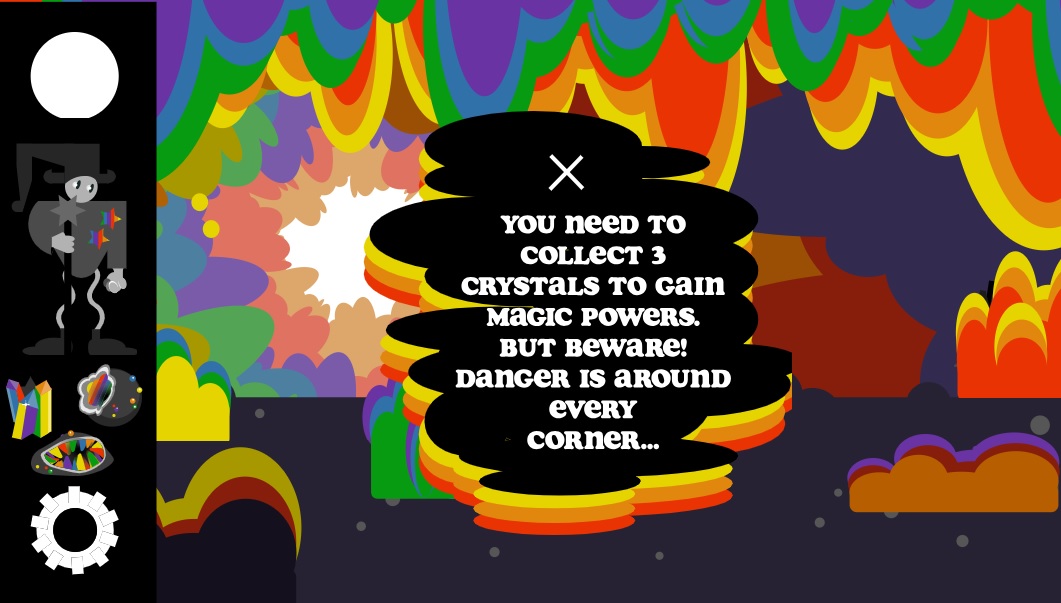 YOU NEED TO
COLLECT 3
CRYSTALS TO GAIN
MAGIC POWERS.
BUT BEWARE!
DANGER IS AROUND
EVERY
CORNER...